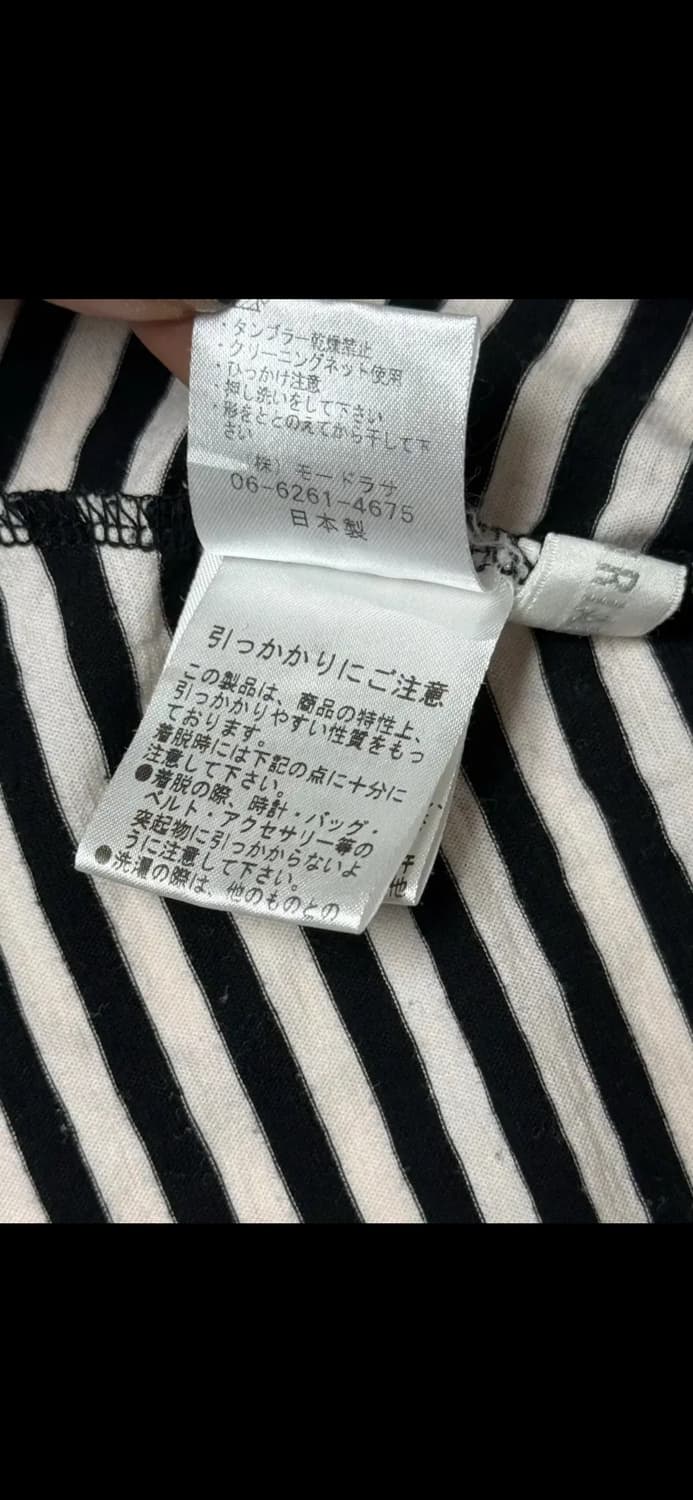 ・タンブラー乾燥禁止
・クリーニングネット使用
・ひっかけ注意
・押し洗いをして下さい
・形をととのえてから干して下
さい
(株) モードラサ
06-6261-4675
日本製
引っかかりにご注意
この製品は、商品の特性上、
引っかかりやすい性質をもっ
ております。
着脱時には下記の点に十分に
注意して下さい。
●着脱の際、時計・バッグ・
ベルト・アクセサリー等の
突起物に引っかからないよ
うに注意して下さい。
●洗濯の際は、他のものとの
他